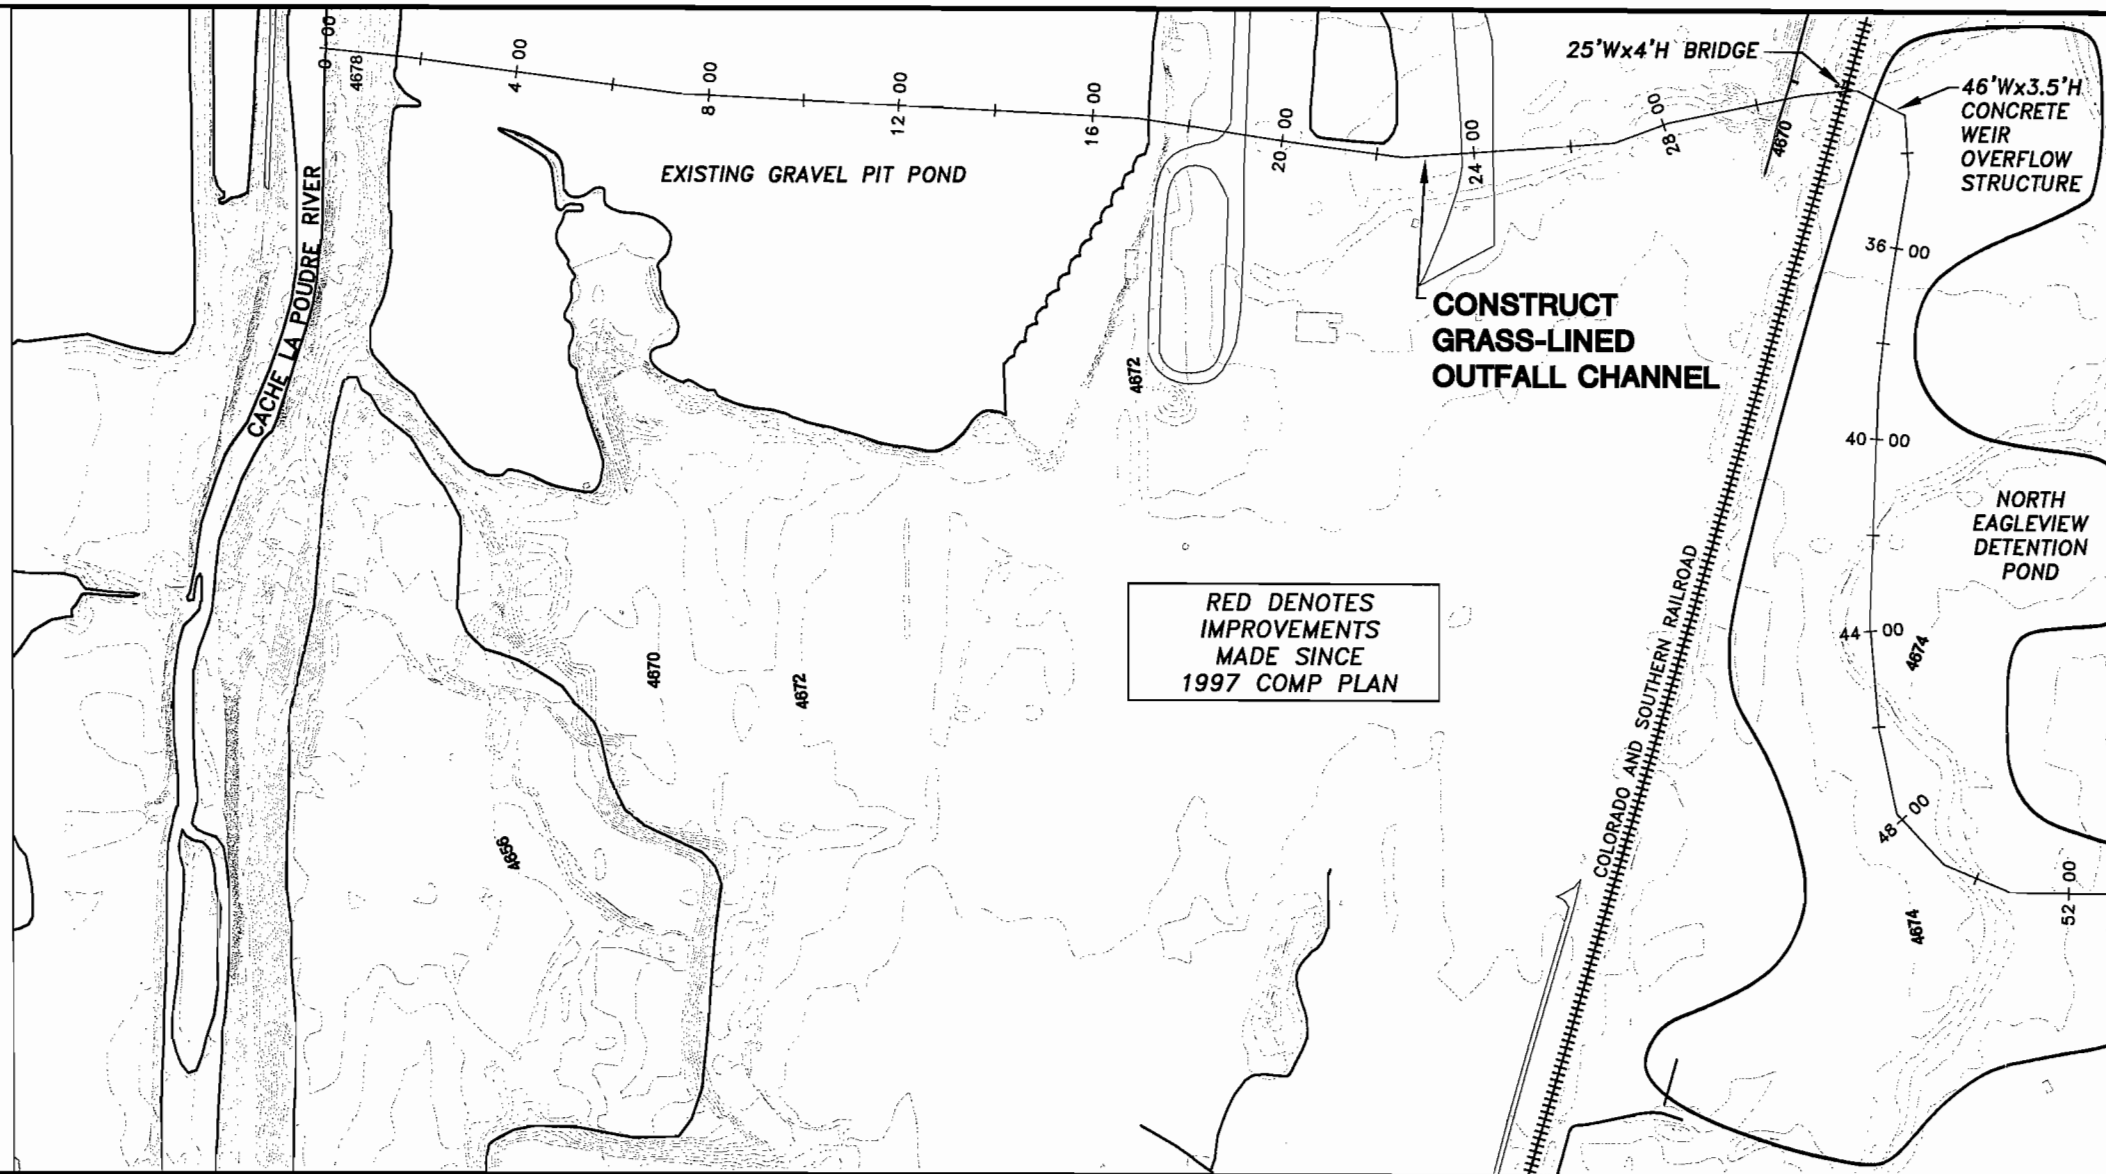 0+00
4678
4+00
8+00
12+00
16+00
20+00
24+00
28+00
4670
25'Wx4'H BRIDGE
46'Wx3.5'H
CONCRETE
WEIR
OVERFLOW
STRUCTURE
EXISTING GRAVEL PIT POND
CACHE LA POUDRE RIVER
36+00
CONSTRUCT
GRASS-LINED
OUTFALL CHANNEL
4672
40+00
NORTH
EAGLEVIEW
DETENTION
POND
RED DENOTES
IMPROVEMENTS
MADE SINCE
1997 COMP PLAN
COLORADO AND SOUTHERN RAILROAD
44+00
4674
4670
4672
4656
48+00
52+00
4674